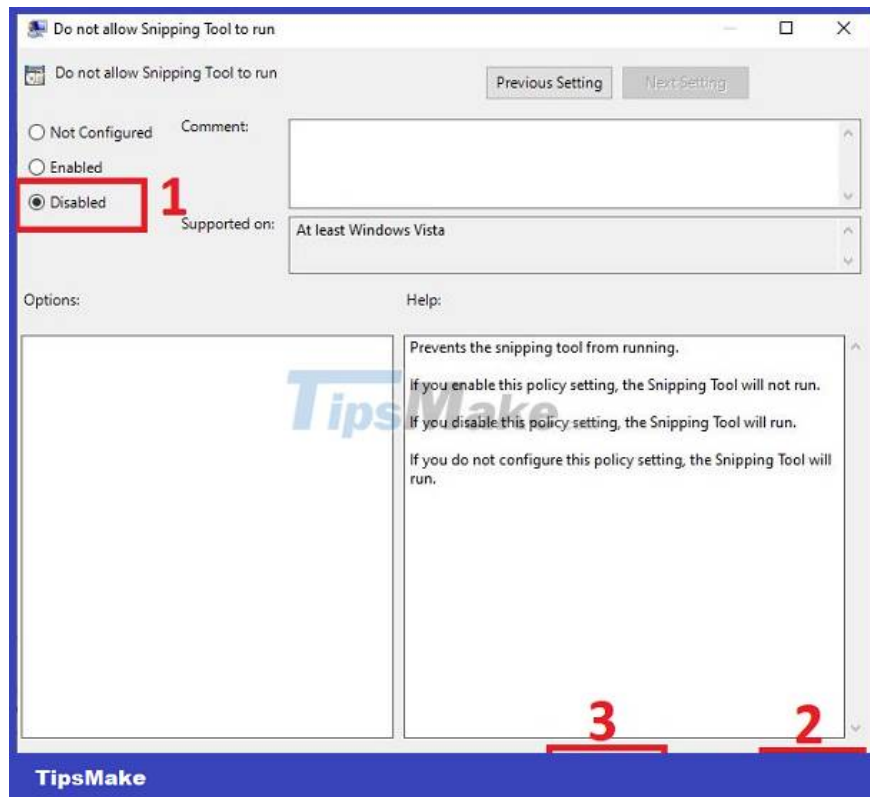 Do not allow Snipping Tool to run
Do not allow Snipping Tool to run
Previous Setting
Next Setting
Not Configured
Comment:
Enabled
Disabled
1
Supported on:
At least Windows Vista
Options:
Help:
Prevents the snipping tool from running.
If you enable this policy setting, the Snipping Tool will not run.
TipsMake
If you disable this policy setting, the Snipping Tool will run.
If you do not configure this policy setting, the Snipping Tool will
run.
3
2
TipsMake